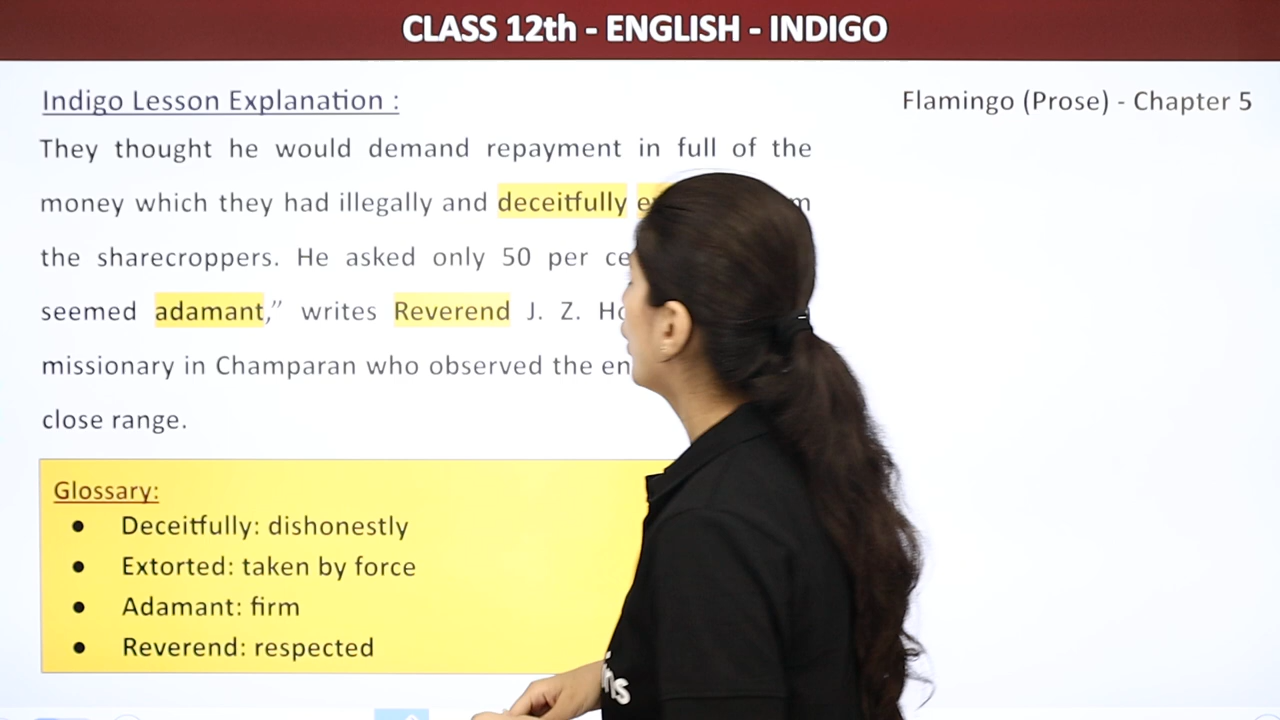 CLASS 12th - ENGLISH - INDIGO
Indigo Lesson Explanation :
Flamingo (Prose) - Chapter 5
They thought he would demand repayment in full of the
money which they had illegally and deceitfully
the sharecroppers. He asked only 50 per
seemed adamant,” writes Reverend J. Z.
missionary in Champaran who observed the
close range.
Glossary:
● Deceitfully: dishonestly
● Extorted: taken by force
● Adamant: firm
● Reverend: respected